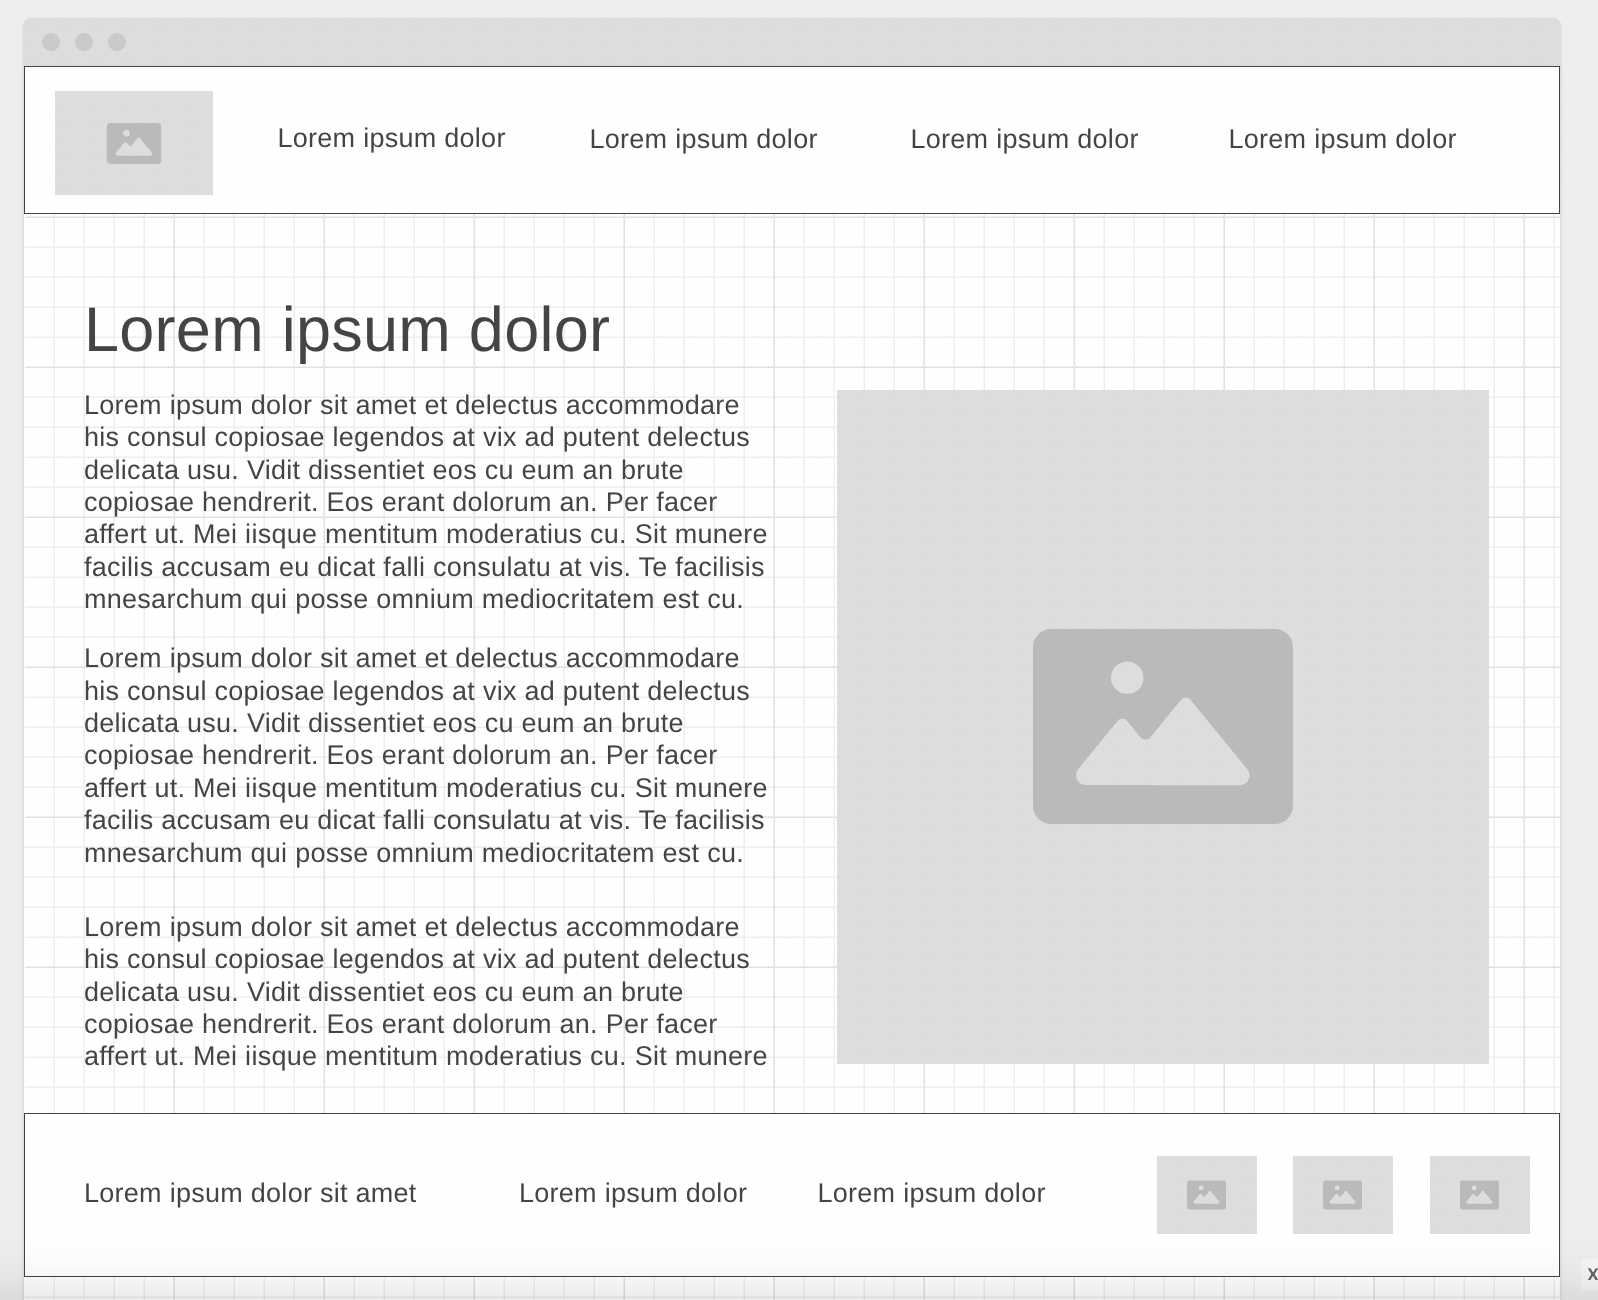 Lorem ipsum dolor
Lorem ipsum dolor
Lorem ipsum dolor
Lorem ipsum dolor
Lorem ipsum dolor
Lorem ipsum dolor sit amet et delectus accommodare
his consul copiosae legendos at vix ad putent delectus
delicata usu. Vidit dissentiet eos cu eum an brute
copiosae hendrerit. Eos erant dolorum an. Per facer
affert ut. Mei iisque mentitum moderatius cu. Sit munere
facilis accusam eu dicat falli consulatu at vis. Te facilisis
mnesarchum qui posse omnium mediocritatem est cu.
Lorem ipsum dolor sit amet et delectus accommodare
his consul copiosae legendos at vix ad putent delectus
delicata usu. Vidit dissentiet eos cu eum an brute
copiosae hendrerit. Eos erant dolorum an. Per facer
affert ut. Mei iisque mentitum moderatius cu. Sit munere
facilis accusam eu dicat falli consulatu at vis. Te facilisis
mnesarchum qui posse omnium mediocritatem est cu.
Lorem ipsum dolor sit amet et delectus accommodare
his consul copiosae legendos at vix ad putent delectus
delicata usu. Vidit dissentiet eos cu eum an brute
copiosae hendrerit. Eos erant dolorum an. Per facer
affert ut. Mei iisque mentitum moderatius cu. Sit munere
Lorem ipsum dolor sit amet
Lorem ipsum dolor
Lorem ipsum dolor
x